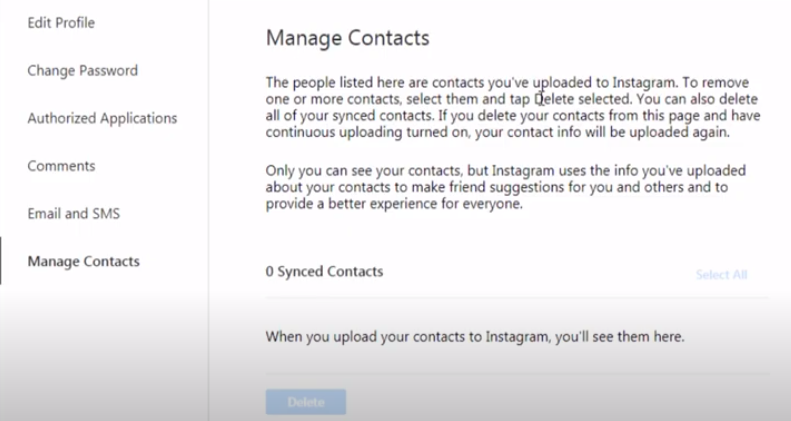 Edit Profile
Change Password
Authorized Applications
Comments
Email and SMS
Manage Contacts
Manage Contacts
The people listed here are contacts you've uploaded to Instagram. To remove
one or more contacts, select them and tap Delete selected. You can also delete
all of your synced contacts. If you delete your contacts from this page and have
continuous uploading turned on, your contact info will be uploaded again.
Only you can see your contacts, but Instagram uses the info you've uploaded
about your contacts to make friend suggestions for you and others and to
provide a better experience for everyone.
0 Synced Contacts
Select All
When you upload your contacts to Instagram, you'll see them here.
Delete